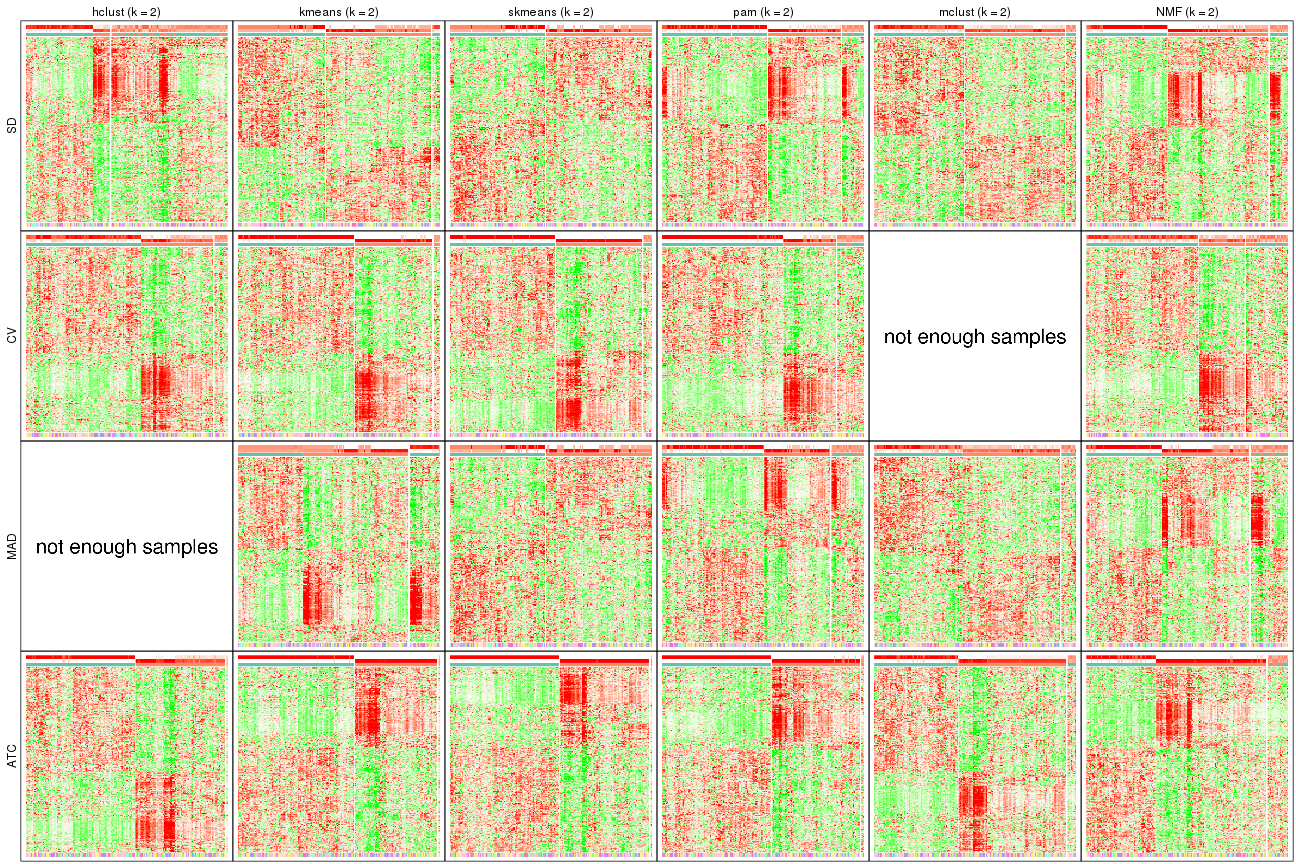 hclust (k = 2)
kmeans (k = 2)
skmeans (k = 2)
pam (k = 2)
mclust (k = 2)
NMF (k = 2)
SD
CV
not enough samples
MAD
not enough samples
ATC